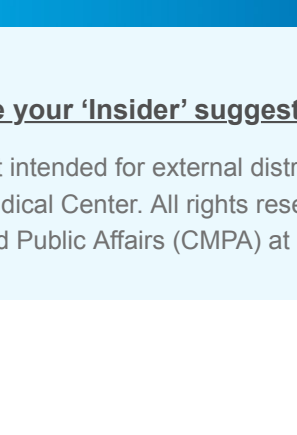 your 'Insider' suggest
intended for external distr
dical Center. All rights rese
d Public Affairs (CMPA) at